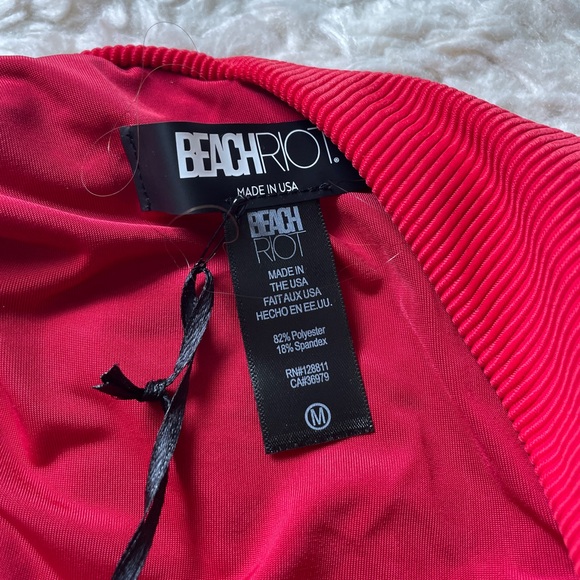 BEACHRIOT.
MADE IN USA
BEACH
RIOT
MADE IN
THE USA
FAIT AUX USA
HECHO EN EE.UU.
82% Polyester
18% Spandex
RN#128811
CA#36979
M